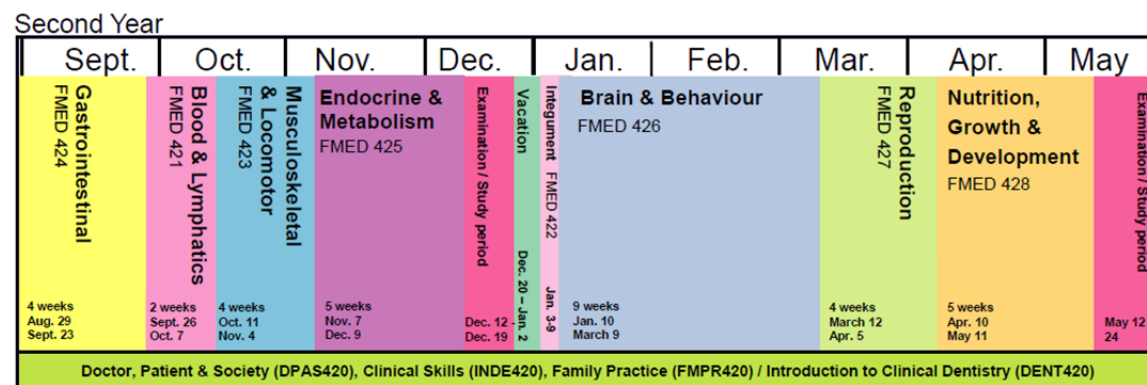 Second Year
Sept. Oct. Nov. Dec. Jan. Feb. Mar. Apr. May
Gastrointestinal
FMED 424
4 weeks
Aug. 29
Sept. 23
Blood & Lymphatics
FMED 421
2 weeks
Sept. 26
Oct. 7
Musculoskeletal
& Locomotor
FMED 423
4 weeks
Oct. 11
Nov. 4
Endocrine &
Metabolism
FMED 425
5 weeks
Nov. 7
Dec. 9
Examination / Study period
Dec. 12 -
Dec. 19
Vacation
Dec. 20 – Jan. 2
Integument FMED 422
Jan. 3-9
Brain & Behaviour
FMED 426
9 weeks
Jan. 10
March 9
Reproduction
FMED 427
4 weeks
March 12
Apr. 5
Nutrition,
Growth &
Development
FMED 428
5 weeks
Apr. 10
May 11
Examination / Study period
May 12
24
Doctor, Patient & Society (DPAS420), Clinical Skills (INDE420), Family Practice (FMPR420) / Introduction to Clinical Dentistry (DENT420)